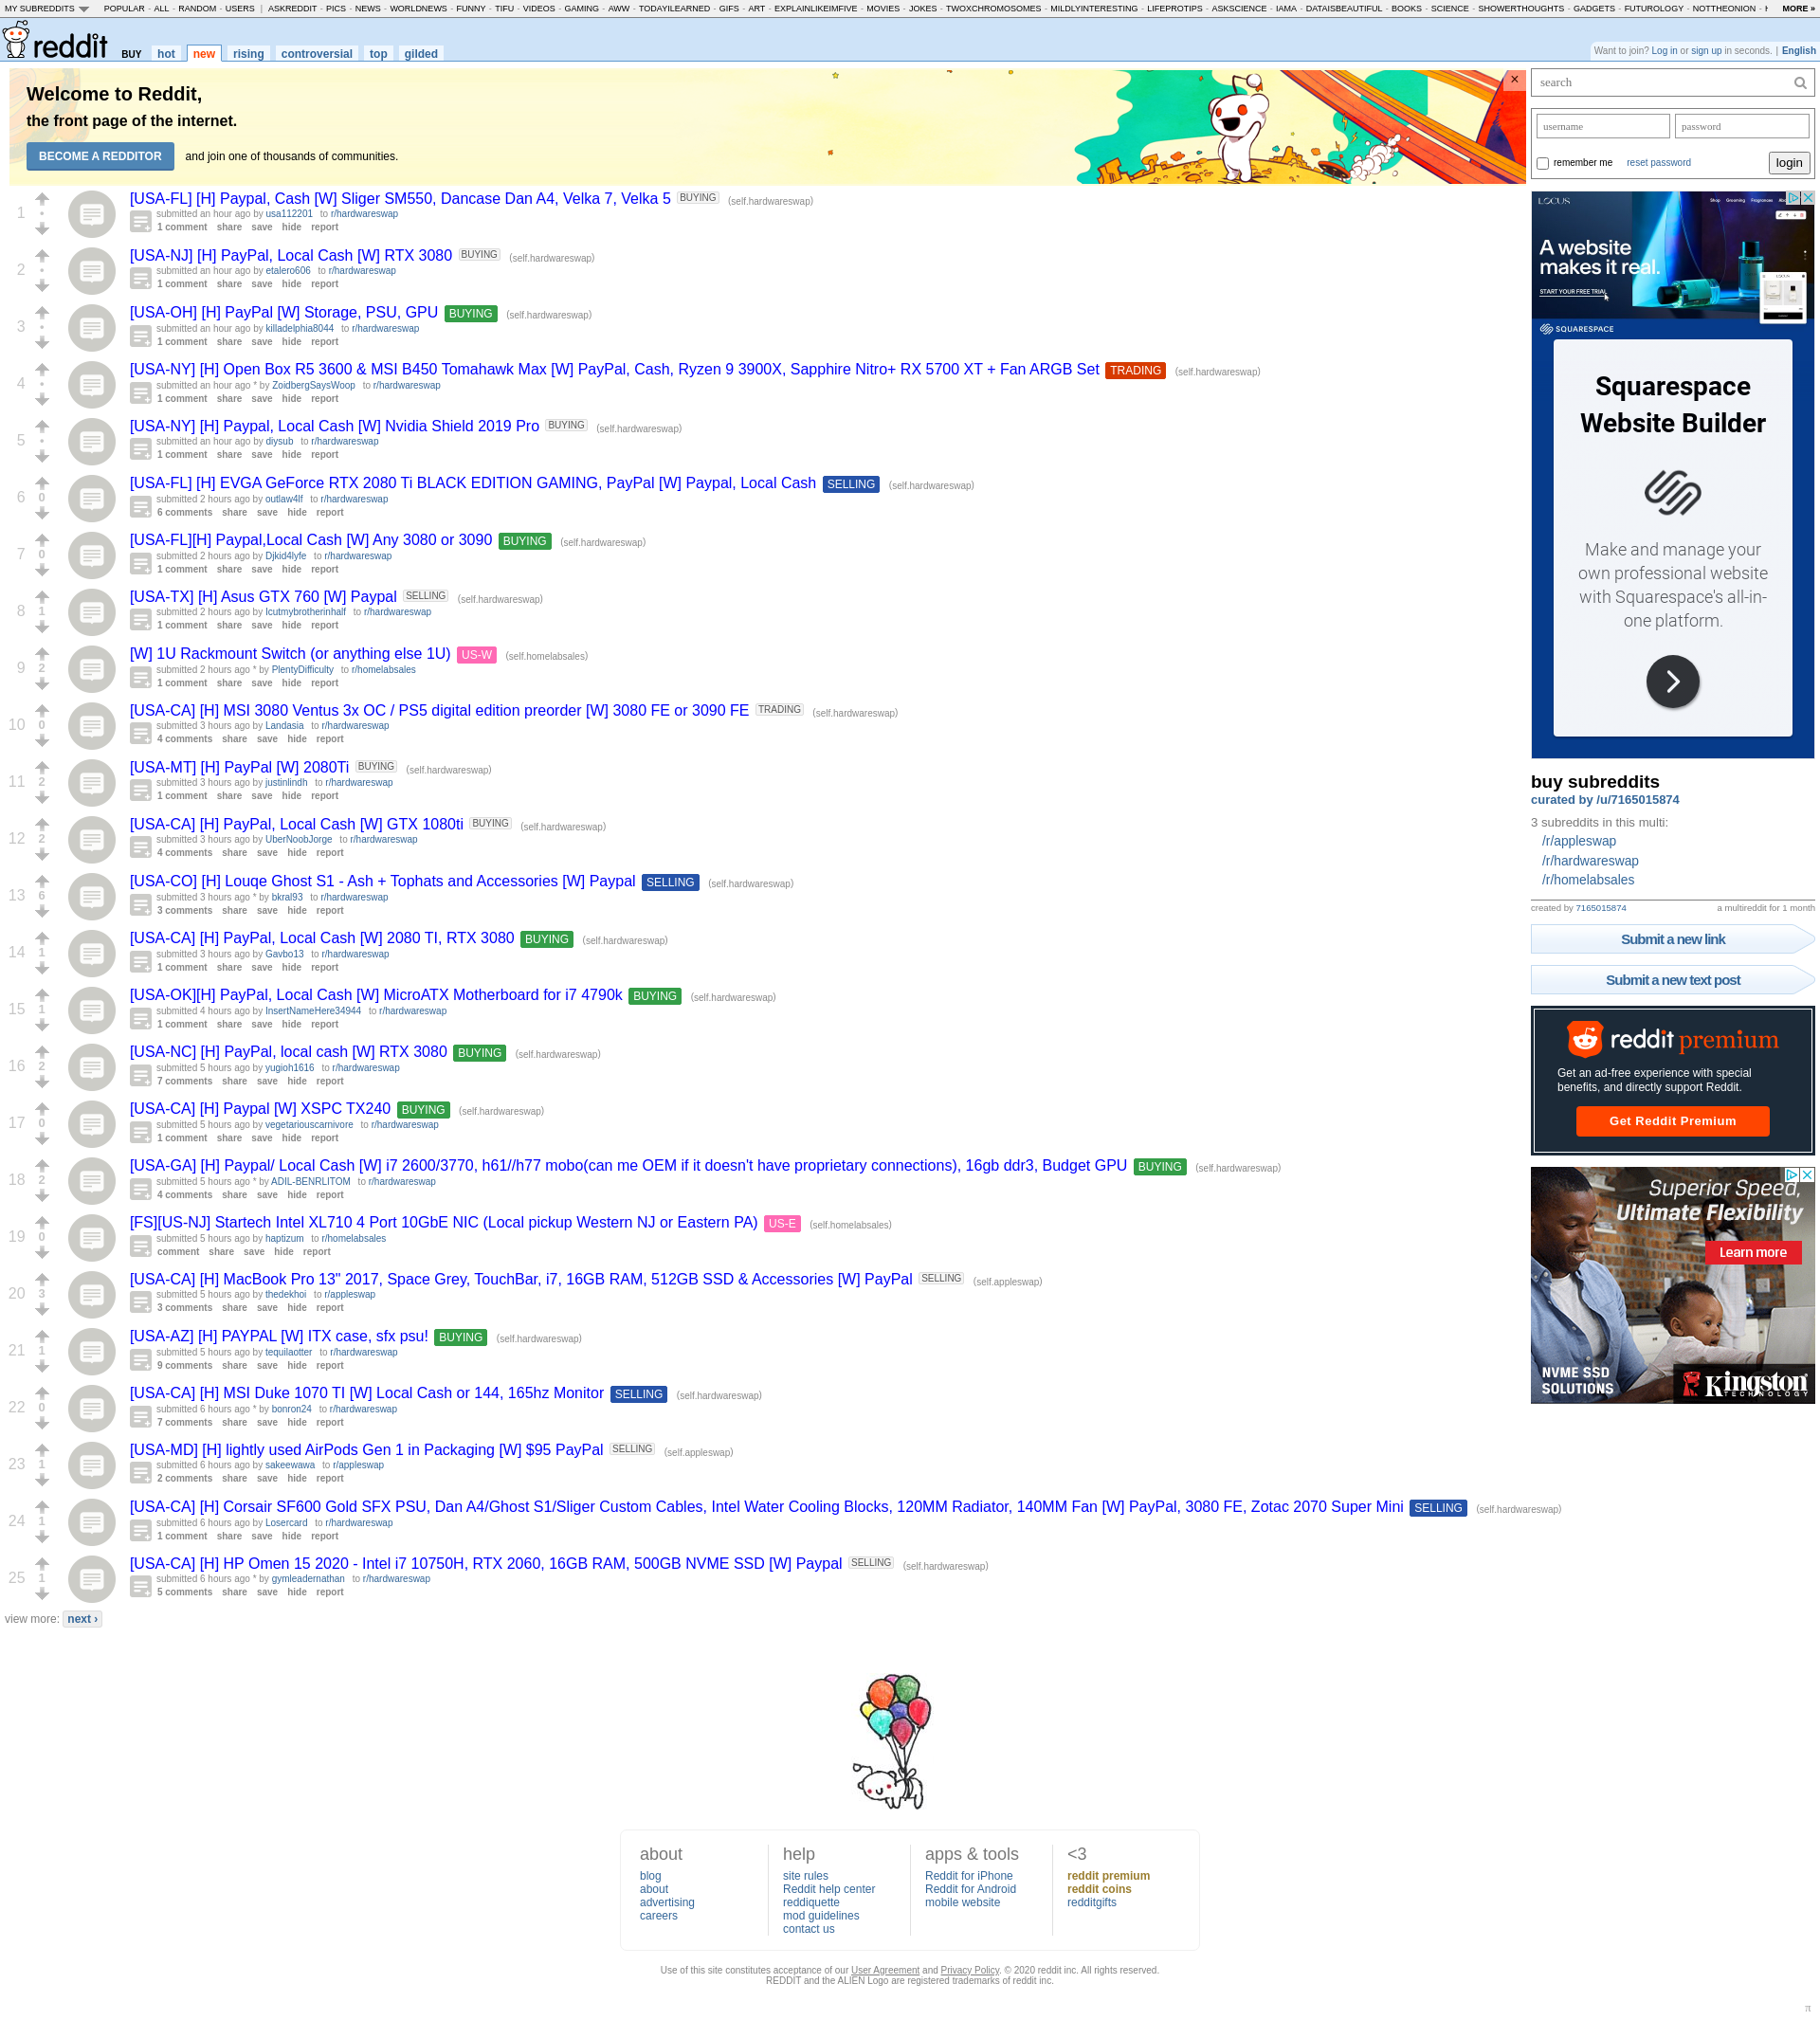 MY SUBREDDITS POPULAR - ALL - RANDOM - USERS | ASKREDDIT - PICS - NEWS - WORLDNEWS - FUNNY - TIFU - VIDEOS - GAMING - AWW - TODAYILEARNED - GIFS - ART - EXPLAINLIKEIMFIVE - MOVIES - JOKES - TWOXCHROMOSOMES - MILDLYINTERESTING - LIFEPROTIPS - ASKSCIENCE - IAMA - DATAISBEAUTIFUL - BOOKS - SCIENCE - SHOWERTHOUGHTS - GADGETS - FUTUROLOGY - NOTTHEONION - MORE »
reddit BUY hot new rising controversial top gilded
Want to join? Log in or sign up in seconds. | English
Welcome to Reddit,
the front page of the internet.
BECOME A REDDITOR and join one of thousands of communities.
×
1
[USA-FL] [H] Paypal, Cash [W] Sliger SM550, Dancase Dan A4, Velka 7, Velka 5 BUYING (self.hardwareswap)
submitted an hour ago by usa112201 to r/hardwareswap
1 comment share save hide report
2
[USA-NJ] [H] PayPal, Local Cash [W] RTX 3080 BUYING (self.hardwareswap)
submitted an hour ago by etalero606 to r/hardwareswap
1 comment share save hide report
3
[USA-OH] [H] PayPal [W] Storage, PSU, GPU BUYING (self.hardwareswap)
submitted an hour ago by killadelphia8044 to r/hardwareswap
1 comment share save hide report
4
[USA-NY] [H] Open Box R5 3600 & MSI B450 Tomahawk Max [W] PayPal, Cash, Ryzen 9 3900X, Sapphire Nitro+ RX 5700 XT + Fan ARGB Set TRADING (self.hardwareswap)
submitted an hour ago * by ZoidbergSaysWoop to r/hardwareswap
1 comment share save hide report
5
[USA-NY] [H] Paypal, Local Cash [W] Nvidia Shield 2019 Pro BUYING (self.hardwareswap)
submitted an hour ago by diysub to r/hardwareswap
1 comment share save hide report
6 0
[USA-FL] [H] EVGA GeForce RTX 2080 Ti BLACK EDITION GAMING, PayPal [W] Paypal, Local Cash SELLING (self.hardwareswap)
submitted 2 hours ago by outlaw4lf to r/hardwareswap
6 comments share save hide report
7 0
[USA-FL][H] Paypal,Local Cash [W] Any 3080 or 3090 BUYING (self.hardwareswap)
submitted 2 hours ago by Djkid4lyfe to r/hardwareswap
1 comment share save hide report
8 1
[USA-TX] [H] Asus GTX 760 [W] Paypal SELLING (self.hardwareswap)
submitted 2 hours ago by Icutmybrotherinhalf to r/hardwareswap
1 comment share save hide report
9 2
[W] 1U Rackmount Switch (or anything else 1U) US-W (self.homelabsales)
submitted 2 hours ago * by PlentyDifficulty to r/homelabsales
1 comment share save hide report
10 0
[USA-CA] [H] MSI 3080 Ventus 3x OC / PS5 digital edition preorder [W] 3080 FE or 3090 FE TRADING (self.hardwareswap)
submitted 3 hours ago by Landasia to r/hardwareswap
4 comments share save hide report
11 2
[USA-MT] [H] PayPal [W] 2080Ti BUYING (self.hardwareswap)
submitted 3 hours ago by justinlindh to r/hardwareswap
1 comment share save hide report
12 2
[USA-CA] [H] PayPal, Local Cash [W] GTX 1080ti BUYING (self.hardwareswap)
submitted 3 hours ago by UberNoobJorge to r/hardwareswap
4 comments share save hide report
13 6
[USA-CO] [H] Louqe Ghost S1 - Ash + Tophats and Accessories [W] Paypal SELLING (self.hardwareswap)
submitted 3 hours ago * by bkral93 to r/hardwareswap
3 comments share save hide report
14 1
[USA-CA] [H] PayPal, Local Cash [W] 2080 TI, RTX 3080 BUYING (self.hardwareswap)
submitted 3 hours ago by Gavbo13 to r/hardwareswap
1 comment share save hide report
15 1
[USA-OK][H] PayPal, Local Cash [W] MicroATX Motherboard for i7 4790k BUYING (self.hardwareswap)
submitted 4 hours ago by InsertNameHere34944 to r/hardwareswap
1 comment share save hide report
16 2
[USA-NC] [H] PayPal, local cash [W] RTX 3080 BUYING (self.hardwareswap)
submitted 5 hours ago by yugioh1616 to r/hardwareswap
7 comments share save hide report
17 0
[USA-CA] [H] Paypal [W] XSPC TX240 BUYING (self.hardwareswap)
submitted 5 hours ago by vegetariouscarnivore to r/hardwareswap
1 comment share save hide report
18 2
[USA-GA] [H] Paypal/ Local Cash [W] i7 2600/3770, h61//h77 mobo(can me OEM if it doesn't have proprietary connections), 16gb ddr3, Budget GPU BUYING (self.hardwareswap)
submitted 5 hours ago * by ADIL-BENRLITOM to r/hardwareswap
4 comments share save hide report
19 0
[FS][US-NJ] Startech Intel XL710 4 Port 10GbE NIC (Local pickup Western NJ or Eastern PA) US-E (self.homelabsales)
submitted 5 hours ago by haptizum to r/homelabsales
comment share save hide report
20 3
[USA-CA] [H] MacBook Pro 13" 2017, Space Grey, TouchBar, i7, 16GB RAM, 512GB SSD & Accessories [W] PayPal SELLING (self.appleswap)
submitted 5 hours ago by thedekhoi to r/appleswap
3 comments share save hide report
21 1
[USA-AZ] [H] PAYPAL [W] ITX case, sfx psu! BUYING (self.hardwareswap)
submitted 5 hours ago by tequilaotter to r/hardwareswap
9 comments share save hide report
22 0
[USA-CA] [H] MSI Duke 1070 TI [W] Local Cash or 144, 165hz Monitor SELLING (self.hardwareswap)
submitted 6 hours ago * by bonron24 to r/hardwareswap
7 comments share save hide report
23 1
[USA-MD] [H] lightly used AirPods Gen 1 in Packaging [W] $95 PayPal SELLING (self.appleswap)
submitted 6 hours ago by sakeewawa to r/appleswap
2 comments share save hide report
24 1
[USA-CA] [H] Corsair SF600 Gold SFX PSU, Dan A4/Ghost S1/Sliger Custom Cables, Intel Water Cooling Blocks, 120MM Radiator, 140MM Fan [W] PayPal, 3080 FE, Zotac 2070 Super Mini SELLING (self.hardwareswap)
submitted 6 hours ago by Losercard to r/hardwareswap
1 comment share save hide report
25 1
[USA-CA] [H] HP Omen 15 2020 - Intel i7 10750H, RTX 2060, 16GB RAM, 500GB NVME SSD [W] Paypal SELLING (self.hardwareswap)
submitted 6 hours ago * by gymleadernathan to r/hardwareswap
5 comments share save hide report
view more: next ›
search
username password
remember me reset password login
LOCUS
A website
makes it real.
START YOUR FREE TRIAL
SQUARESPACE
Squarespace
Website Builder
Make and manage your
own professional website
with Squarespace's all-in-
one platform.
buy subreddits
curated by /u/7165015874
3 subreddits in this multi:
/r/appleswap
/r/hardwareswap
/r/homelabsales
created by 7165015874 a multireddit for 1 month
Submit a new link
Submit a new text post
reddit premium
Get an ad-free experience with special
benefits, and directly support Reddit.
Get Reddit Premium
Superior Speed,
Ultimate Flexibility
Learn more
NVME SSD
SOLUTIONS
Kingston
TECHNOLOGY
about
blog
about
advertising
careers
help
site rules
Reddit help center
reddiquette
mod guidelines
contact us
apps & tools
Reddit for iPhone
Reddit for Android
mobile website
<3
reddit premium
reddit coins
redditgifts
Use of this site constitutes acceptance of our User Agreement and Privacy Policy. © 2020 reddit inc. All rights reserved.
REDDIT and the ALIEN Logo are registered trademarks of reddit inc.
π